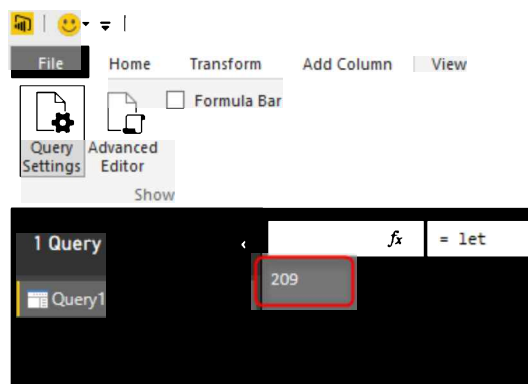 File Home Transform Add Column View
Formula Bar
Query Settings
Advanced Editor
Show
1 Query
fx = let
209
Query1